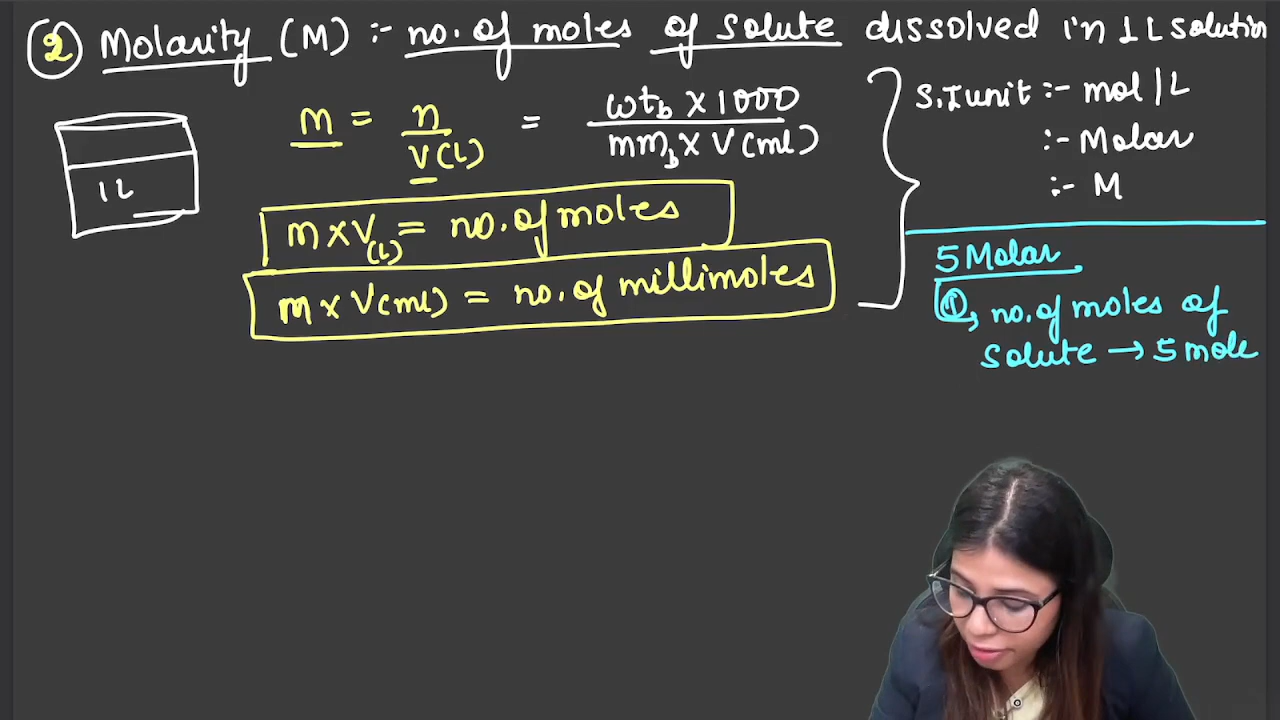 ② Molarity (M) :- no. of moles of solute dissolved in 1L solution
1L
m = n / V(L) = wtb × 1000 / mmb × V(ml)
m × V(L) = no. of moles
m × V(ml) = no. of millimoles
S.I unit :- mol/L
:- Molar
:- M
5 Molar
①, no. of moles of
solute → 5 mole